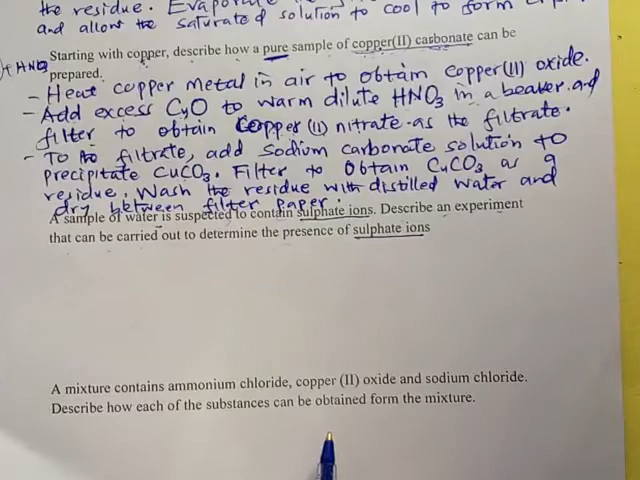 the residue. Evapora
and allow the saturated solution to cool to form
Starting with copper, describe how a pure sample of copper(II) carbonate can be
prepared.
+ HNO3
- Heat copper metal in air to obtain copper(II) oxide.
- Add excess CuO to warm dilute HNO3 in a beaker and
filter to obtain copper (II) nitrate as the filtrate.
- To filtrate, add sodium carbonate solution to
precipitate CuCO3. Filter to obtain CuCO3 as a
residue. Wash the residue with distilled water and
dry between filter paper.
A sample of water is suspected to contain sulphate ions. Describe an experiment
that can be carried out to determine the presence of sulphate ions
A mixture contains ammonium chloride, copper (II) oxide and sodium chloride.
Describe how each of the substances can be obtained form the mixture.